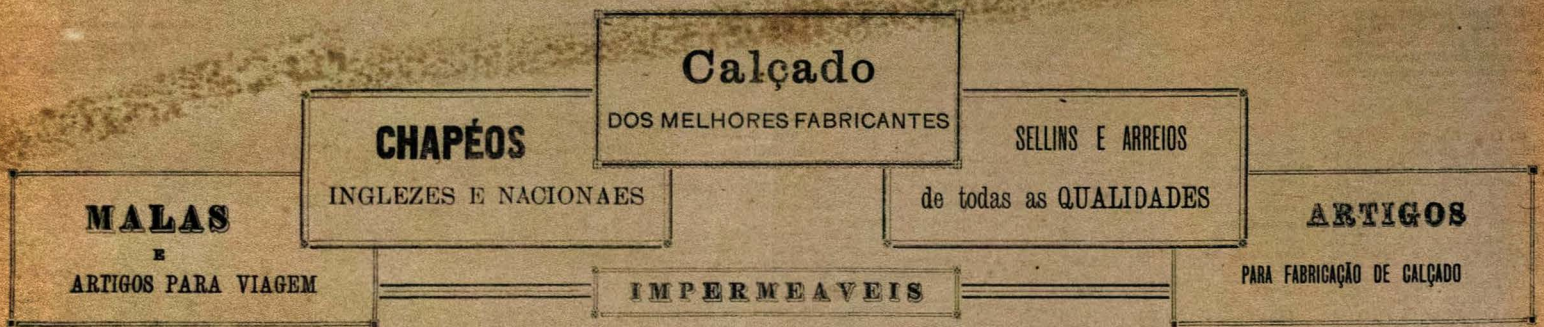 Calçado
DOS MELHORES FABRICANTES
CHAPÉOS
INGLEZES E NACIONAES
SELLINS E ARREIOS
de todas as QUALIDADES
MALAS
E
ARTIGOS PARA VIAGEM
ARTIGOS
PARA FABRICAÇÃO DE CALÇADO
IMPERMEAVEIS